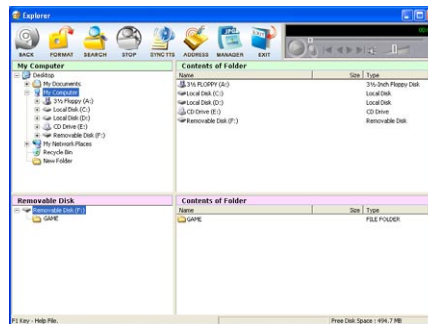 Explorer
BACK FORMAT SEARCH STOP SYNC TTS ADDRESS MANAGER EXIT
My Computer
Desktop
My Documents
My Computer
3½ Floppy (A:)
Local Disk (C:)
Local Disk (D:)
CD Drive (E:)
Removable Disk (F:)
My Network Places
Recycle Bin
New Folder
Contents of Folder
Name Size Type
3½ FLOPPY (A:) 3½-Inch Floppy Disk
Local Disk (C:) Local Disk
Local Disk (D:) Local Disk
CD Drive (E:) CD Drive
Removable Disk (F:) Removable Disk
Removable Disk
Removable Disk (F:)
GAME
Contents of Folder
Name Size Type
GAME FILE FOLDER
F1 Key - Help File. Free Disk Space : 494.7 MB